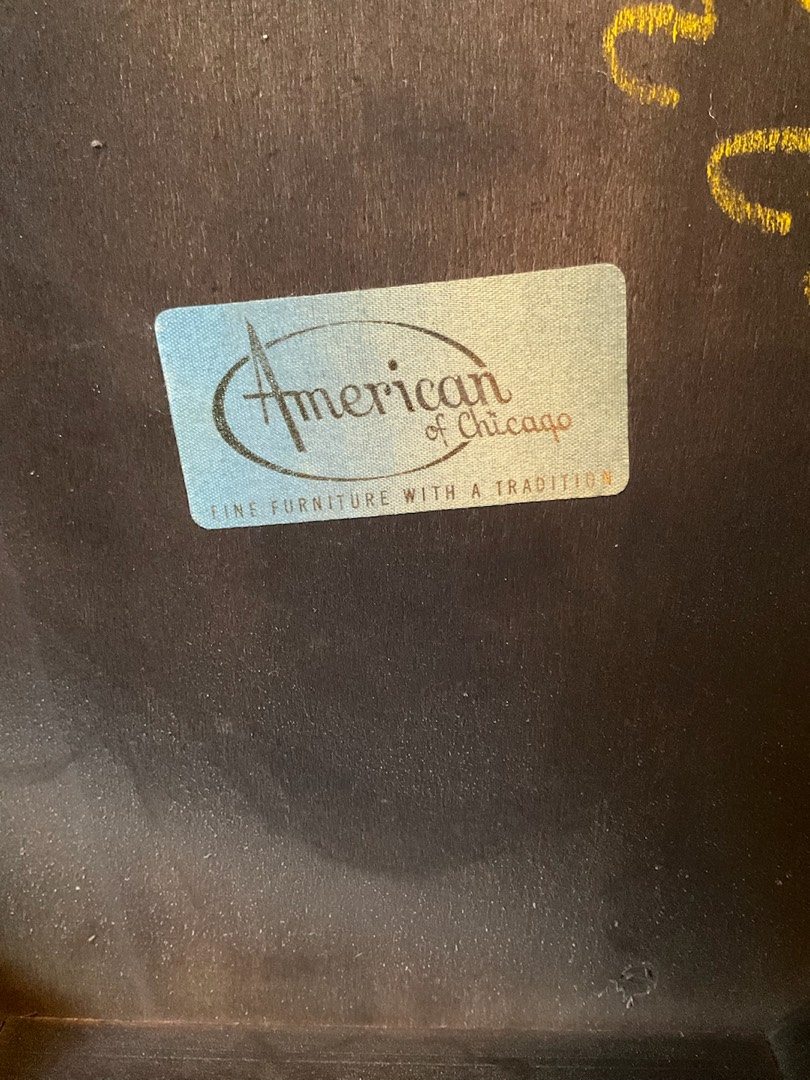 American
of Chicago
FINE FURNITURE WITH A TRADITION